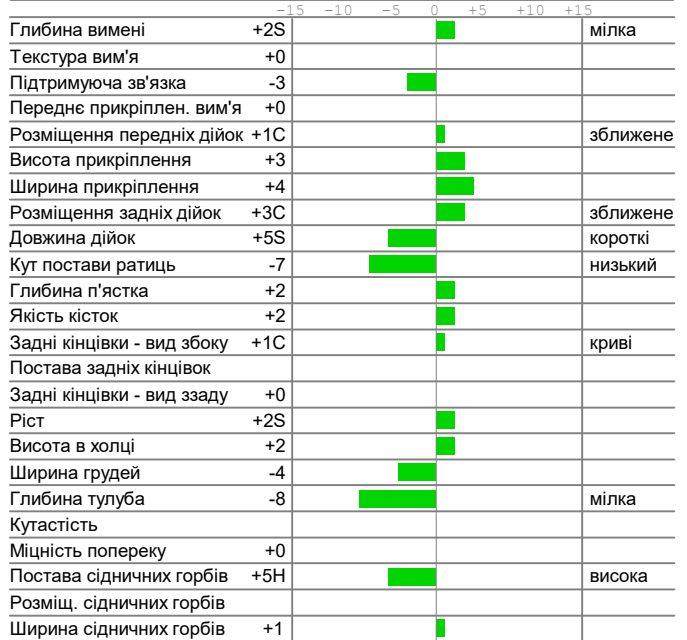 -15 -10 -5 0 +5 +10 +15
Глибина вимені +2S мілка
Текстура вим'я +0
Підтримуюча зв'язка -3
Переднє прикріплен. вим'я +0
Розміщення передніх дійок +1C зближене
Висота прикріплення +3
Ширина прикріплення +4
Розміщення задніх дійок +3C зближене
Довжина дійок +5S короткі
Кут постави ратиць -7 низький
Глибина п'ястка +2
Якість кісток +2
Задні кінцівки - вид збоку +1C криві
Постава задніх кінцівок
Задні кінцівки - вид ззаду +0
Ріст +2S
Висота в холці +2
Ширина грудей -4
Глибина тулуба -8 мілка
Кутастість
Міцність попереку +0
Постава сідничних горбів +5H висока
Розміщ. сідничних горбів
Ширина сідничних горбів +1